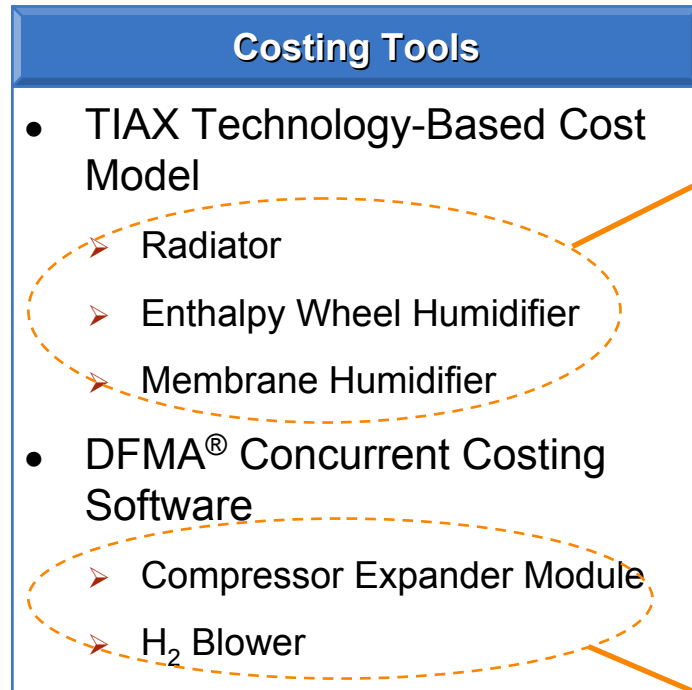 Costing Tools
● TIAX Technology-Based Cost
Model
➢ Radiator
➢ Enthalpy Wheel Humidifier
➢ Membrane Humidifier
● DFMA® Concurrent Costing
Software
➢ Compressor Expander Module
➢ H₂ Blower